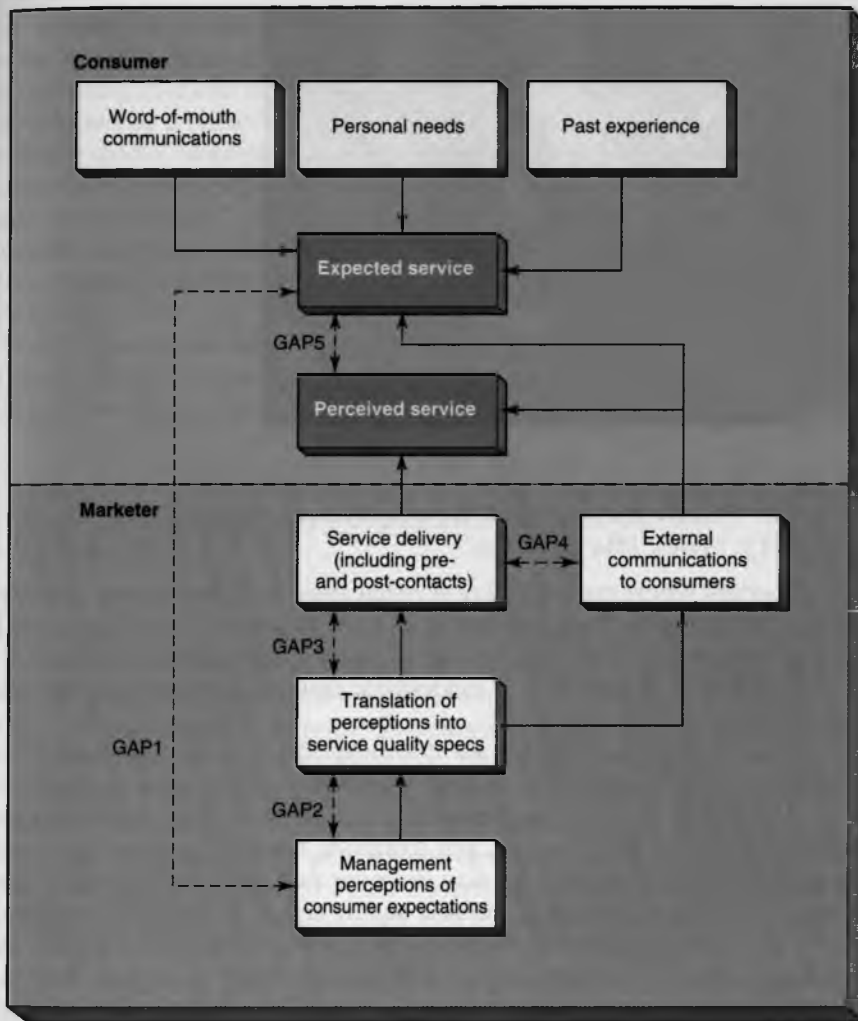 Consumer
Word-of-mouth
communications
Personal needs
Past experience
Expected service
GAP5
Perceived service
Marketer
Service delivery
(including pre-
and post-contacts)
GAP4
External
communications
to consumers
GAP3
Translation of
perceptions into
service quality specs
GAP1
GAP2
Management
perceptions of
consumer expectations